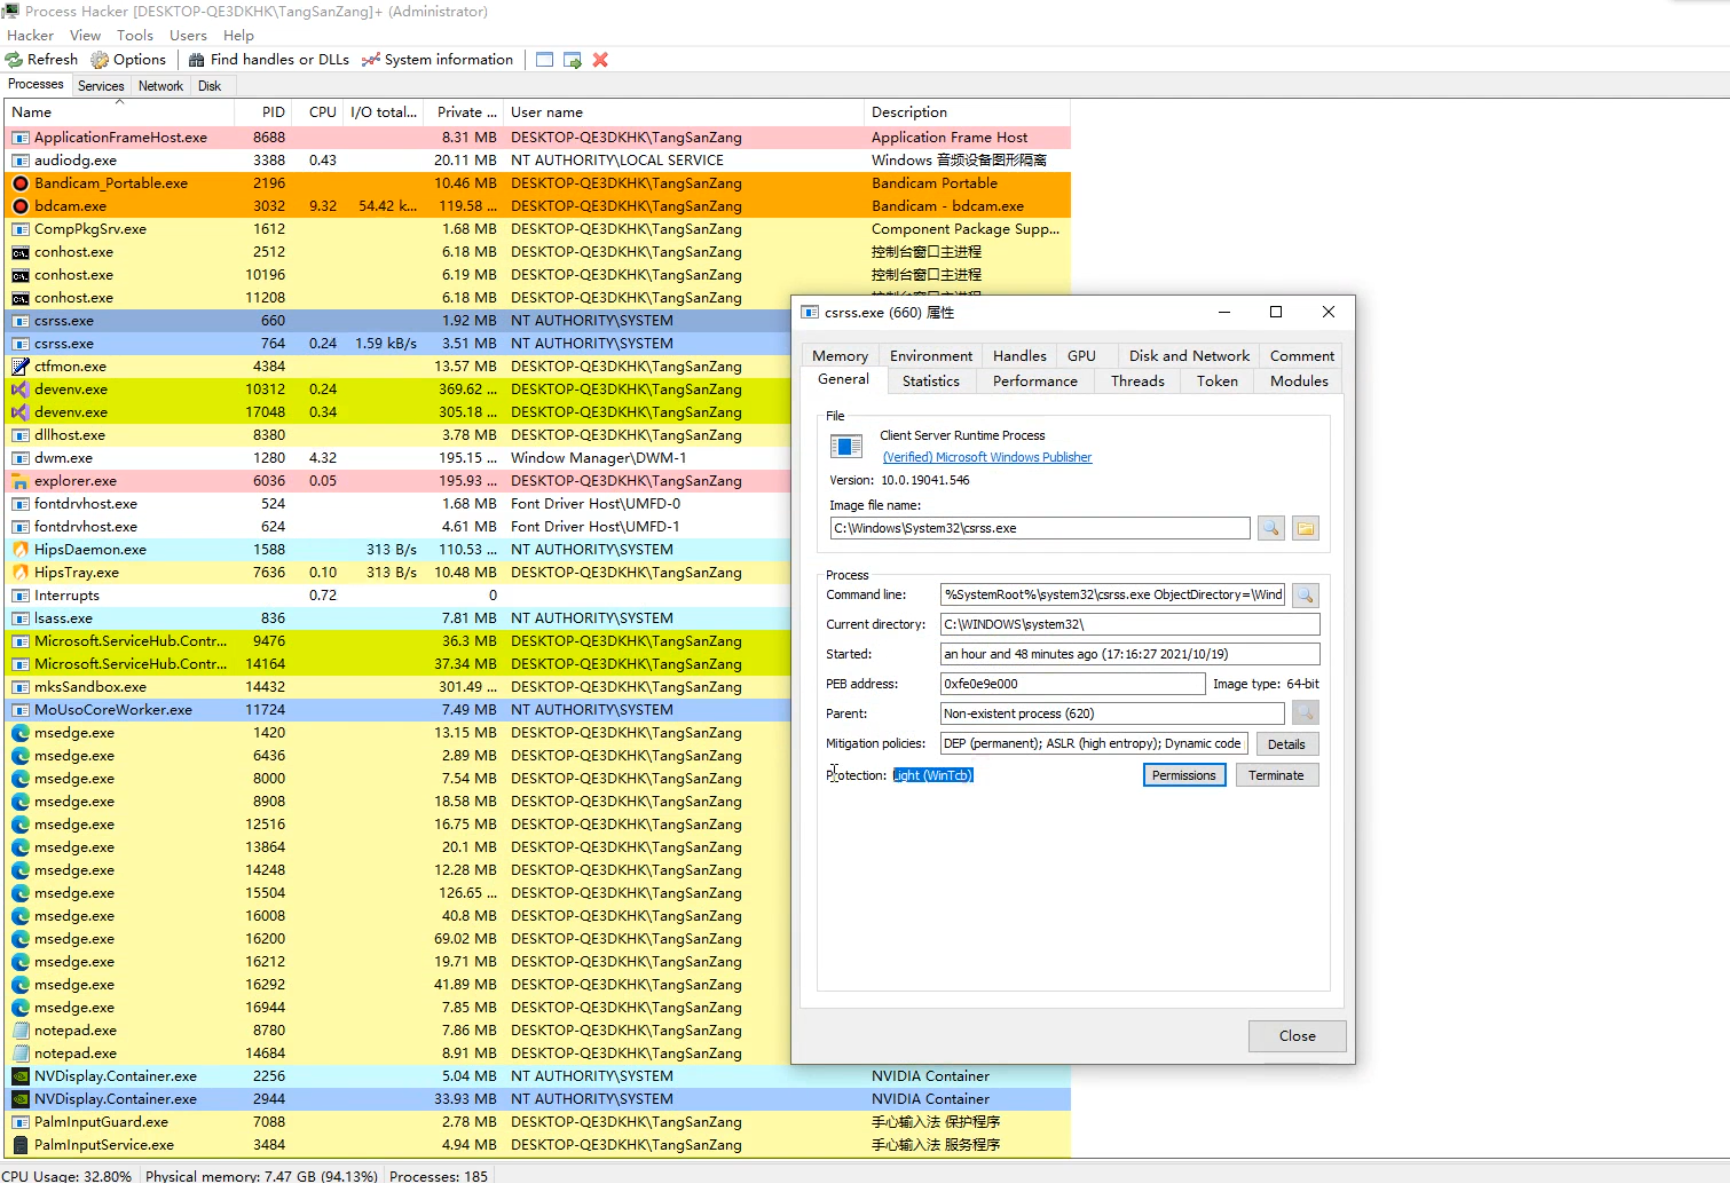 Process Hacker [DESKTOP-QE3DKHK\TangSanZang]+ (Administrator)
Hacker View Tools Users Help
Refresh Options Find handles or DLLs System information
Processes Services Network Disk
Name PID CPU I/O total... Private ... User name Description
ApplicationFrameHost.exe 8688 8.31 MB DESKTOP-QE3DKHK\TangSanZang Application Frame Host
audiodg.exe 3388 0.43 20.11 MB NT AUTHORITY\LOCAL SERVICE Windows 音频设备图形隔离
Bandicam_Portable.exe 2196 10.46 MB DESKTOP-QE3DKHK\TangSanZang Bandicam Portable
bdcam.exe 3032 9.32 54.42 k... 119.58 ... DESKTOP-QE3DKHK\TangSanZang Bandicam - bdcam.exe
CompPkgSrv.exe 1612 1.68 MB DESKTOP-QE3DKHK\TangSanZang Component Package Supp...
conhost.exe 2512 6.18 MB DESKTOP-QE3DKHK\TangSanZang 控制台窗口主进程
conhost.exe 10196 6.19 MB DESKTOP-QE3DKHK\TangSanZang 控制台窗口主进程
conhost.exe 11208 6.18 MB DESKTOP-QE3DKHK\TangSanZang
csrss.exe 660 1.92 MB NT AUTHORITY\SYSTEM
csrss.exe 764 0.24 1.59 kB/s 3.51 MB NT AUTHORITY\SYSTEM
ctfmon.exe 4384 13.57 MB DESKTOP-QE3DKHK\TangSanZang
devenv.exe 10312 0.24 369.62 ... DESKTOP-QE3DKHK\TangSanZang
devenv.exe 17048 0.34 305.18 ... DESKTOP-QE3DKHK\TangSanZang
dllhost.exe 8380 3.78 MB DESKTOP-QE3DKHK\TangSanZang
dwm.exe 1280 4.32 195.15 ... Window Manager\DWM-1
explorer.exe 6036 0.05 195.93 ... DESKTOP-QE3DKHK\TangSanZang
fontdrvhost.exe 524 1.68 MB Font Driver Host\UMFD-0
fontdrvhost.exe 624 4.61 MB Font Driver Host\UMFD-1
HipsDaemon.exe 1588 313 B/s 110.53 ... NT AUTHORITY\SYSTEM
HipsTray.exe 7636 0.10 313 B/s 10.48 MB DESKTOP-QE3DKHK\TangSanZang
Interrupts 0.72 0
lsass.exe 836 7.81 MB NT AUTHORITY\SYSTEM
Microsoft.ServiceHub.Contr... 9476 36.3 MB DESKTOP-QE3DKHK\TangSanZang
Microsoft.ServiceHub.Contr... 14164 37.34 MB DESKTOP-QE3DKHK\TangSanZang
mksSandbox.exe 14432 301.49 ... DESKTOP-QE3DKHK\TangSanZang
MoUsoCoreWorker.exe 11724 7.49 MB NT AUTHORITY\SYSTEM
msedge.exe 1420 13.15 MB DESKTOP-QE3DKHK\TangSanZang
msedge.exe 6436 2.89 MB DESKTOP-QE3DKHK\TangSanZang
msedge.exe 8000 7.54 MB DESKTOP-QE3DKHK\TangSanZang
msedge.exe 8908 18.58 MB DESKTOP-QE3DKHK\TangSanZang
msedge.exe 12516 16.75 MB DESKTOP-QE3DKHK\TangSanZang
msedge.exe 13864 20.1 MB DESKTOP-QE3DKHK\TangSanZang
msedge.exe 14248 12.28 MB DESKTOP-QE3DKHK\TangSanZang
msedge.exe 15504 126.65 ... DESKTOP-QE3DKHK\TangSanZang
msedge.exe 16008 40.8 MB DESKTOP-QE3DKHK\TangSanZang
msedge.exe 16200 69.02 MB DESKTOP-QE3DKHK\TangSanZang
msedge.exe 16212 19.71 MB DESKTOP-QE3DKHK\TangSanZang
msedge.exe 16292 41.89 MB DESKTOP-QE3DKHK\TangSanZang
msedge.exe 16944 7.85 MB DESKTOP-QE3DKHK\TangSanZang
notepad.exe 8780 7.86 MB DESKTOP-QE3DKHK\TangSanZang
notepad.exe 14684 8.91 MB DESKTOP-QE3DKHK\TangSanZang
NVDisplay.Container.exe 2256 5.04 MB NT AUTHORITY\SYSTEM NVIDIA Container
NVDisplay.Container.exe 2944 33.93 MB NT AUTHORITY\SYSTEM NVIDIA Container
PalmInputGuard.exe 7088 2.78 MB DESKTOP-QE3DKHK\TangSanZang 手心输入法 保护程序
PalmInputService.exe 3484 4.94 MB DESKTOP-QE3DKHK\TangSanZang 手心输入法 服务程序
CPU Usage: 32.80% Physical memory: 7.47 GB (94.13%) Processes: 185
csrss.exe (660) 属性
Memory Environment Handles GPU Disk and Network Comment
General Statistics Performance Threads Token Modules
File
Client Server Runtime Process
(Verified) Microsoft Windows Publisher
Version: 10.0.19041.546
Image file name:
C:\Windows\System32\csrss.exe
Process
Command line: %SystemRoot%\system32\csrss.exe ObjectDirectory=\Wind
Current directory: C:\WINDOWS\system32\
Started: an hour and 48 minutes ago (17:16:27 2021/10/19)
PEB address: 0xfe0e9e000 Image type: 64-bit
Parent: Non-existent process (620)
Mitigation policies: DEP (permanent); ASLR (high entropy); Dynamic code Details
Protection: Light (WinTcb) Permissions Terminate
Close